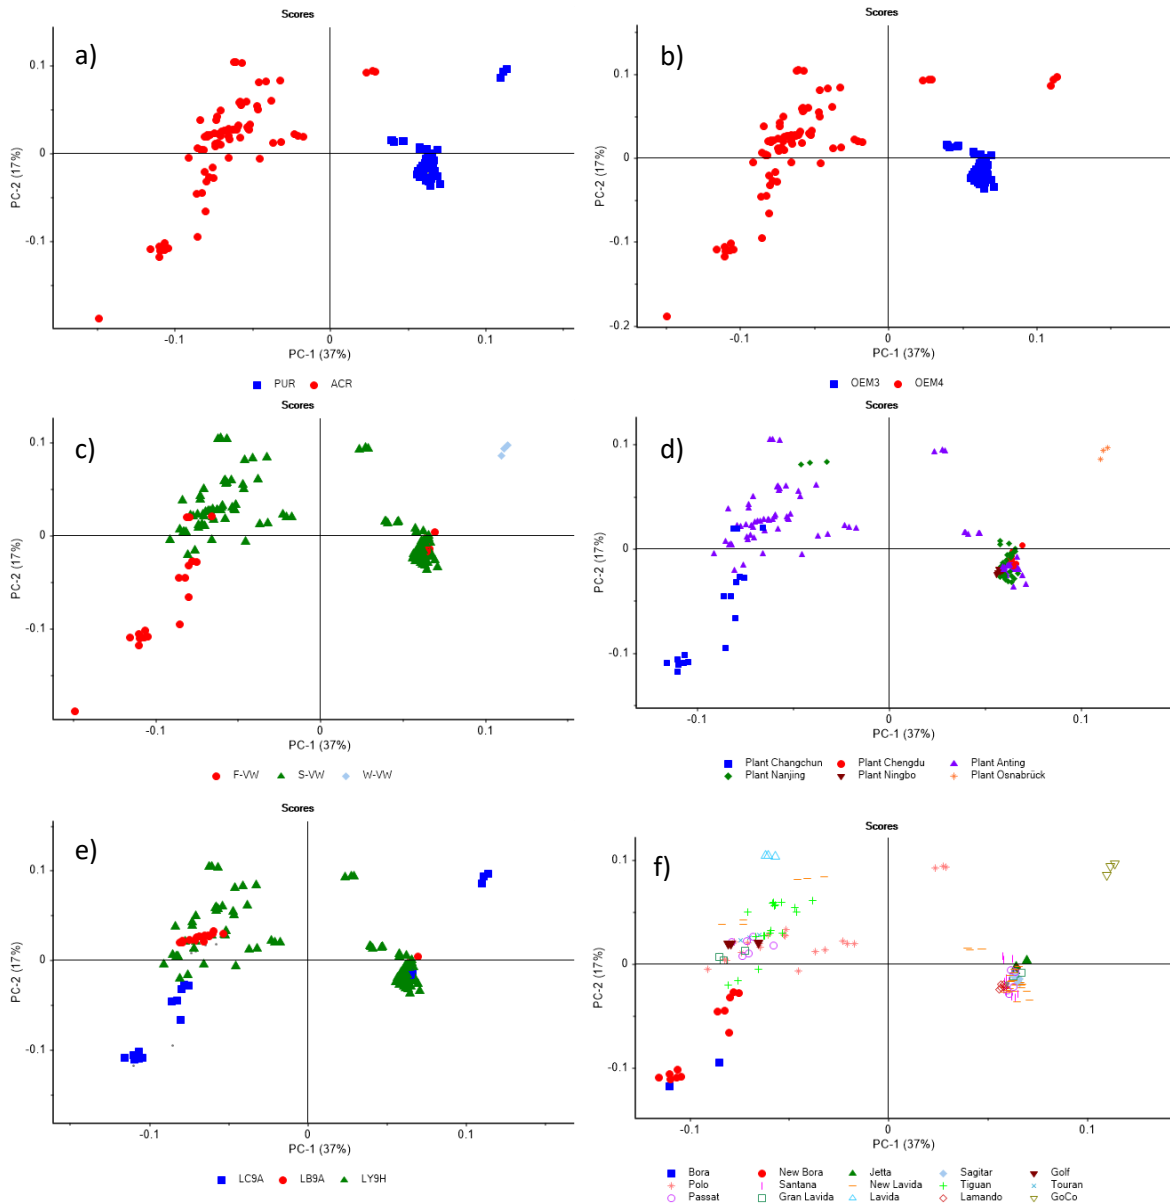 Scores
a)
0.1
0
-0.1
PC-2 (17%)
-0.1
0
0.1
PC-1 (37%)
PUR ACR
Scores
b)
0.1
0
-0.1
-0.2
PC-2 (17%)
-0.1
0
0.1
PC-1 (37%)
OEM3 OEM4
Scores
c)
0.1
0
-0.1
PC-2 (17%)
-0.1
0
0.1
PC-1 (37%)
F-VW S-VW W-VW
Scores
d)
0.1
0
-0.1
PC-2 (17%)
-0.1
0
0.1
PC-1 (37%)
Plant Changchun Plant Chengdu Plant Anting
Plant Nanjing Plant Ningbo Plant Osnabrück
Scores
e)
0.1
0
-0.1
PC-2 (17%)
-0.1
0
0.1
PC-1 (37%)
LC9A LB9A LY9H
Scores
f)
0.1
0
-0.1
PC-2 (17%)
-0.1
0
0.1
PC-1 (37%)
Bora New Bora Jetta Sagitar Golf
Polo Santana New Lavida Tiguan Touran
Passat Gran Lavida Lavida Lamando GoCo